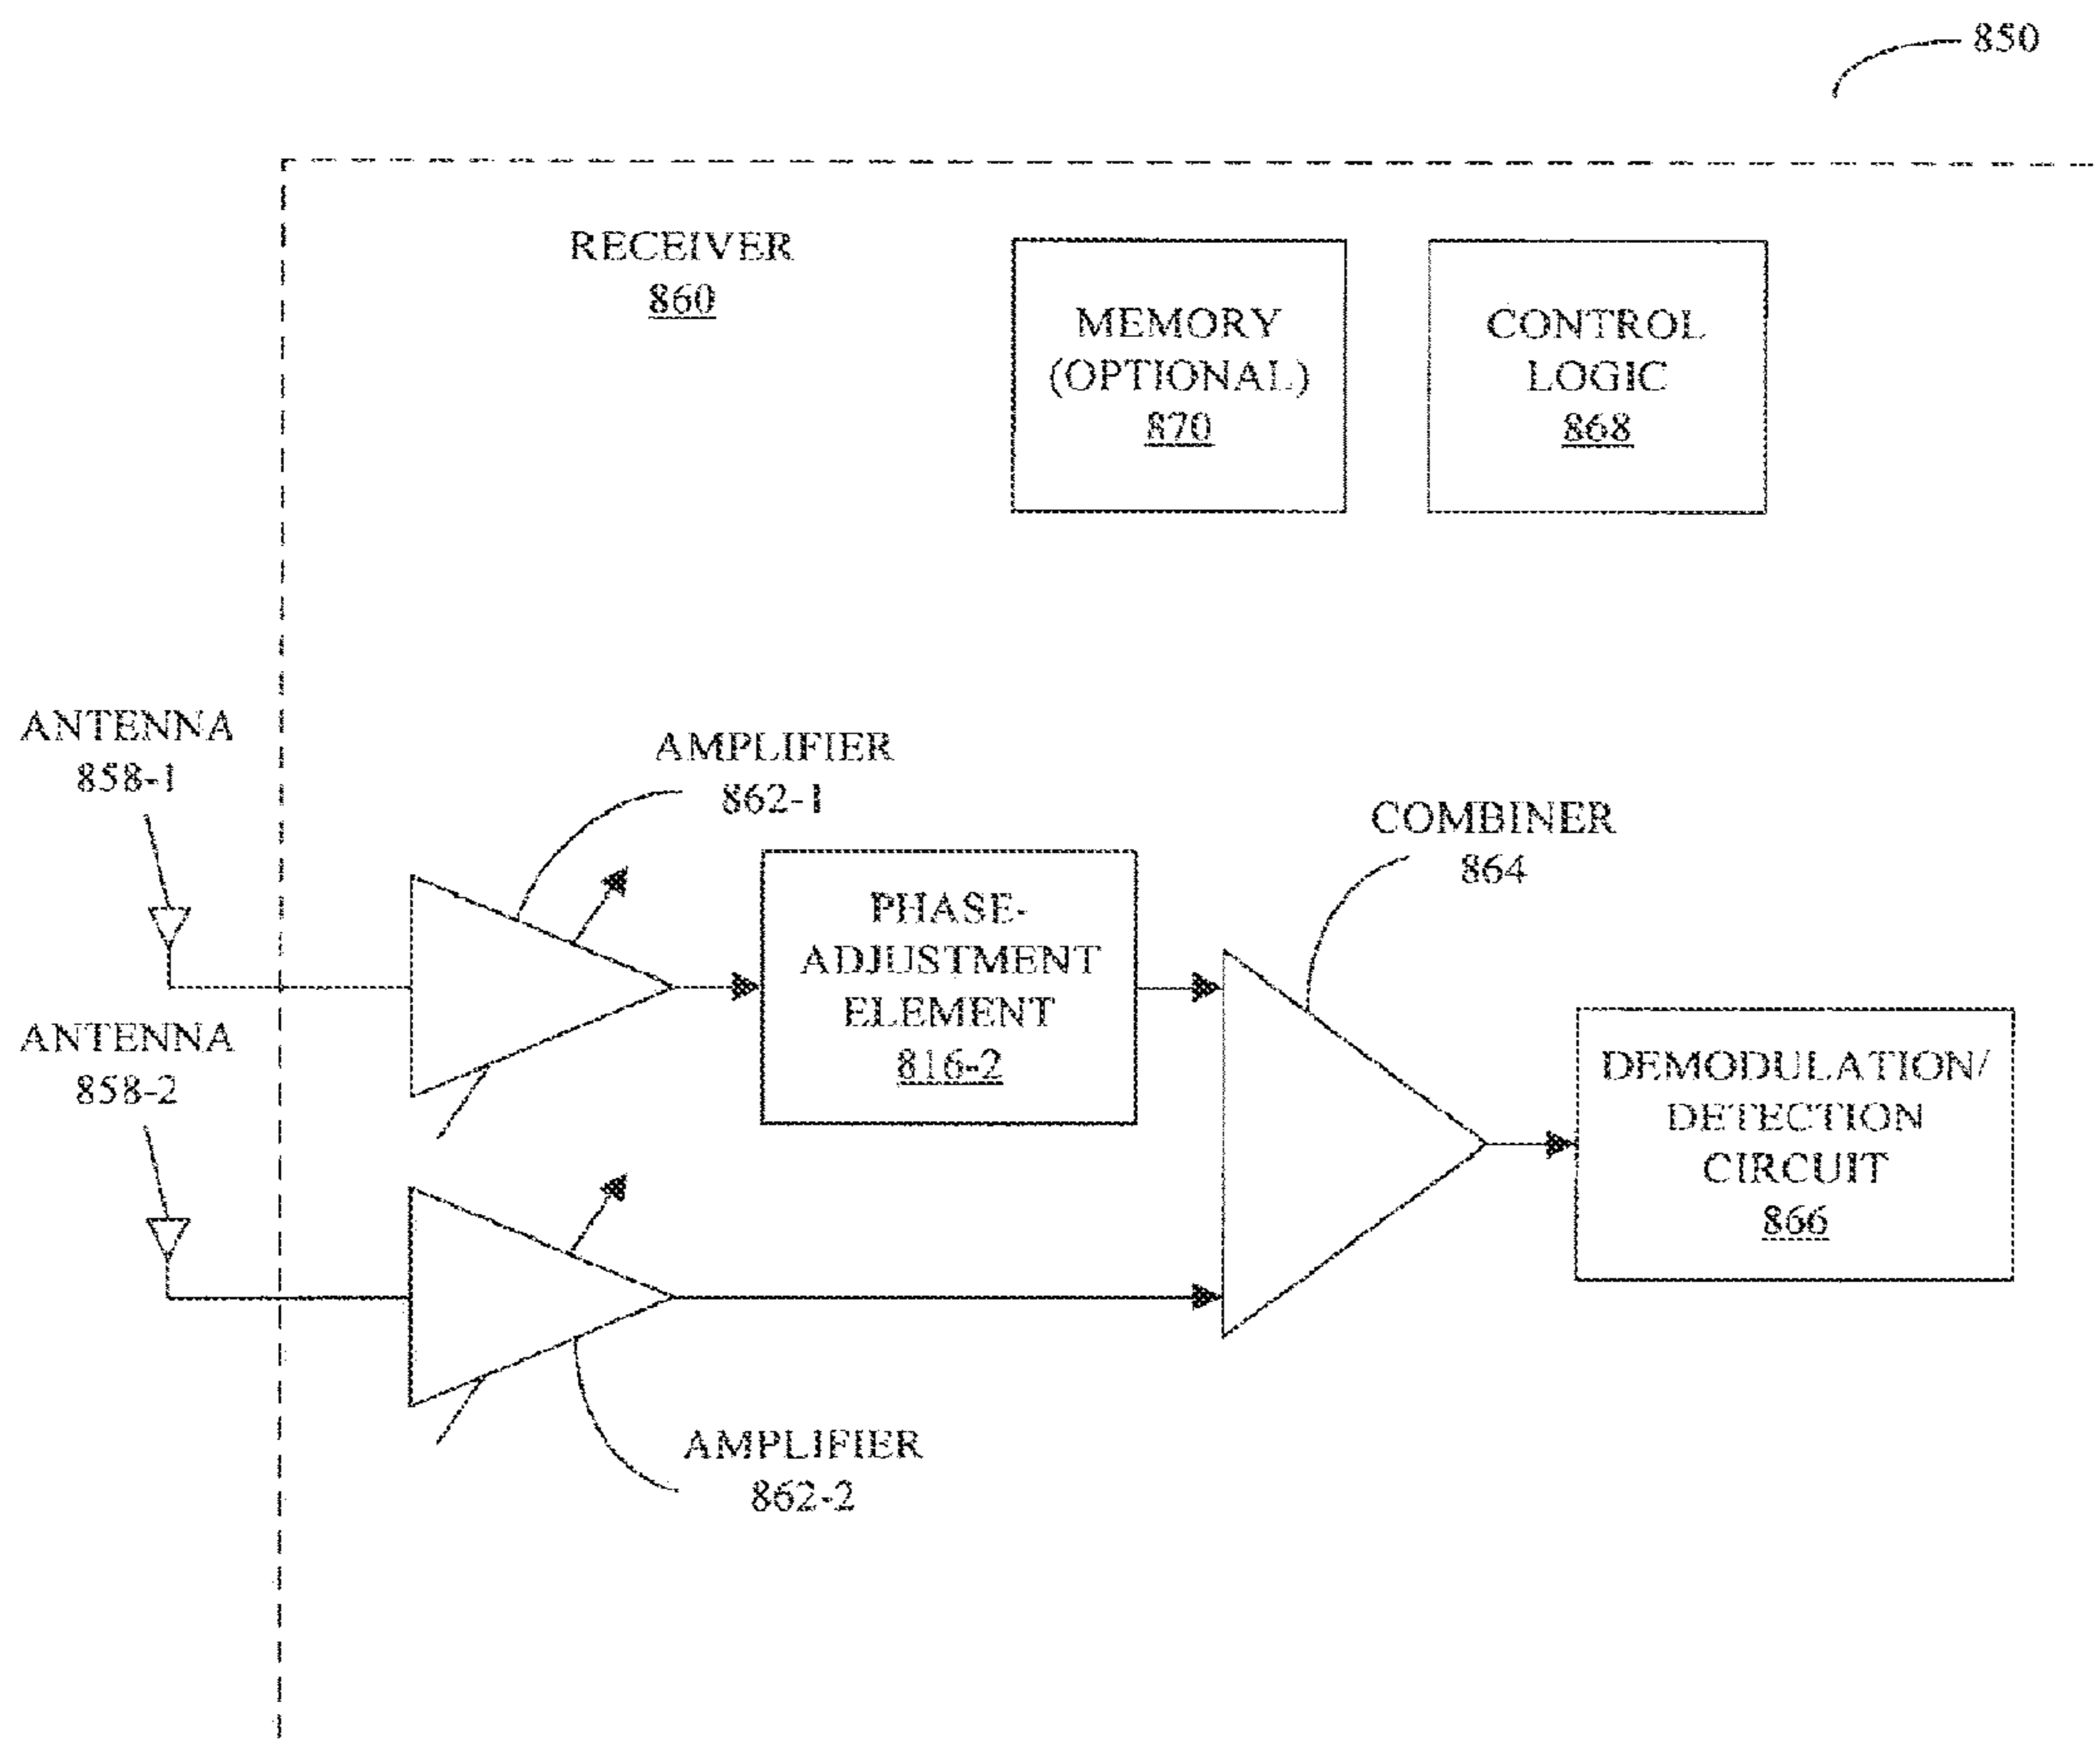 850
RECEIVER
860
MEMORY
(OPTIONAL)
870
CONTROL
LOGIC
868
ANTENNA
858-1
AMPLIFIER
862-1
COMBINER
864
PHASE-
ADJUSTMENT
ELEMENT
816-2
ANTENNA
858-2
DEMODULATION/
DETECTION
CIRCUIT
866
AMPLIFIER
862-2